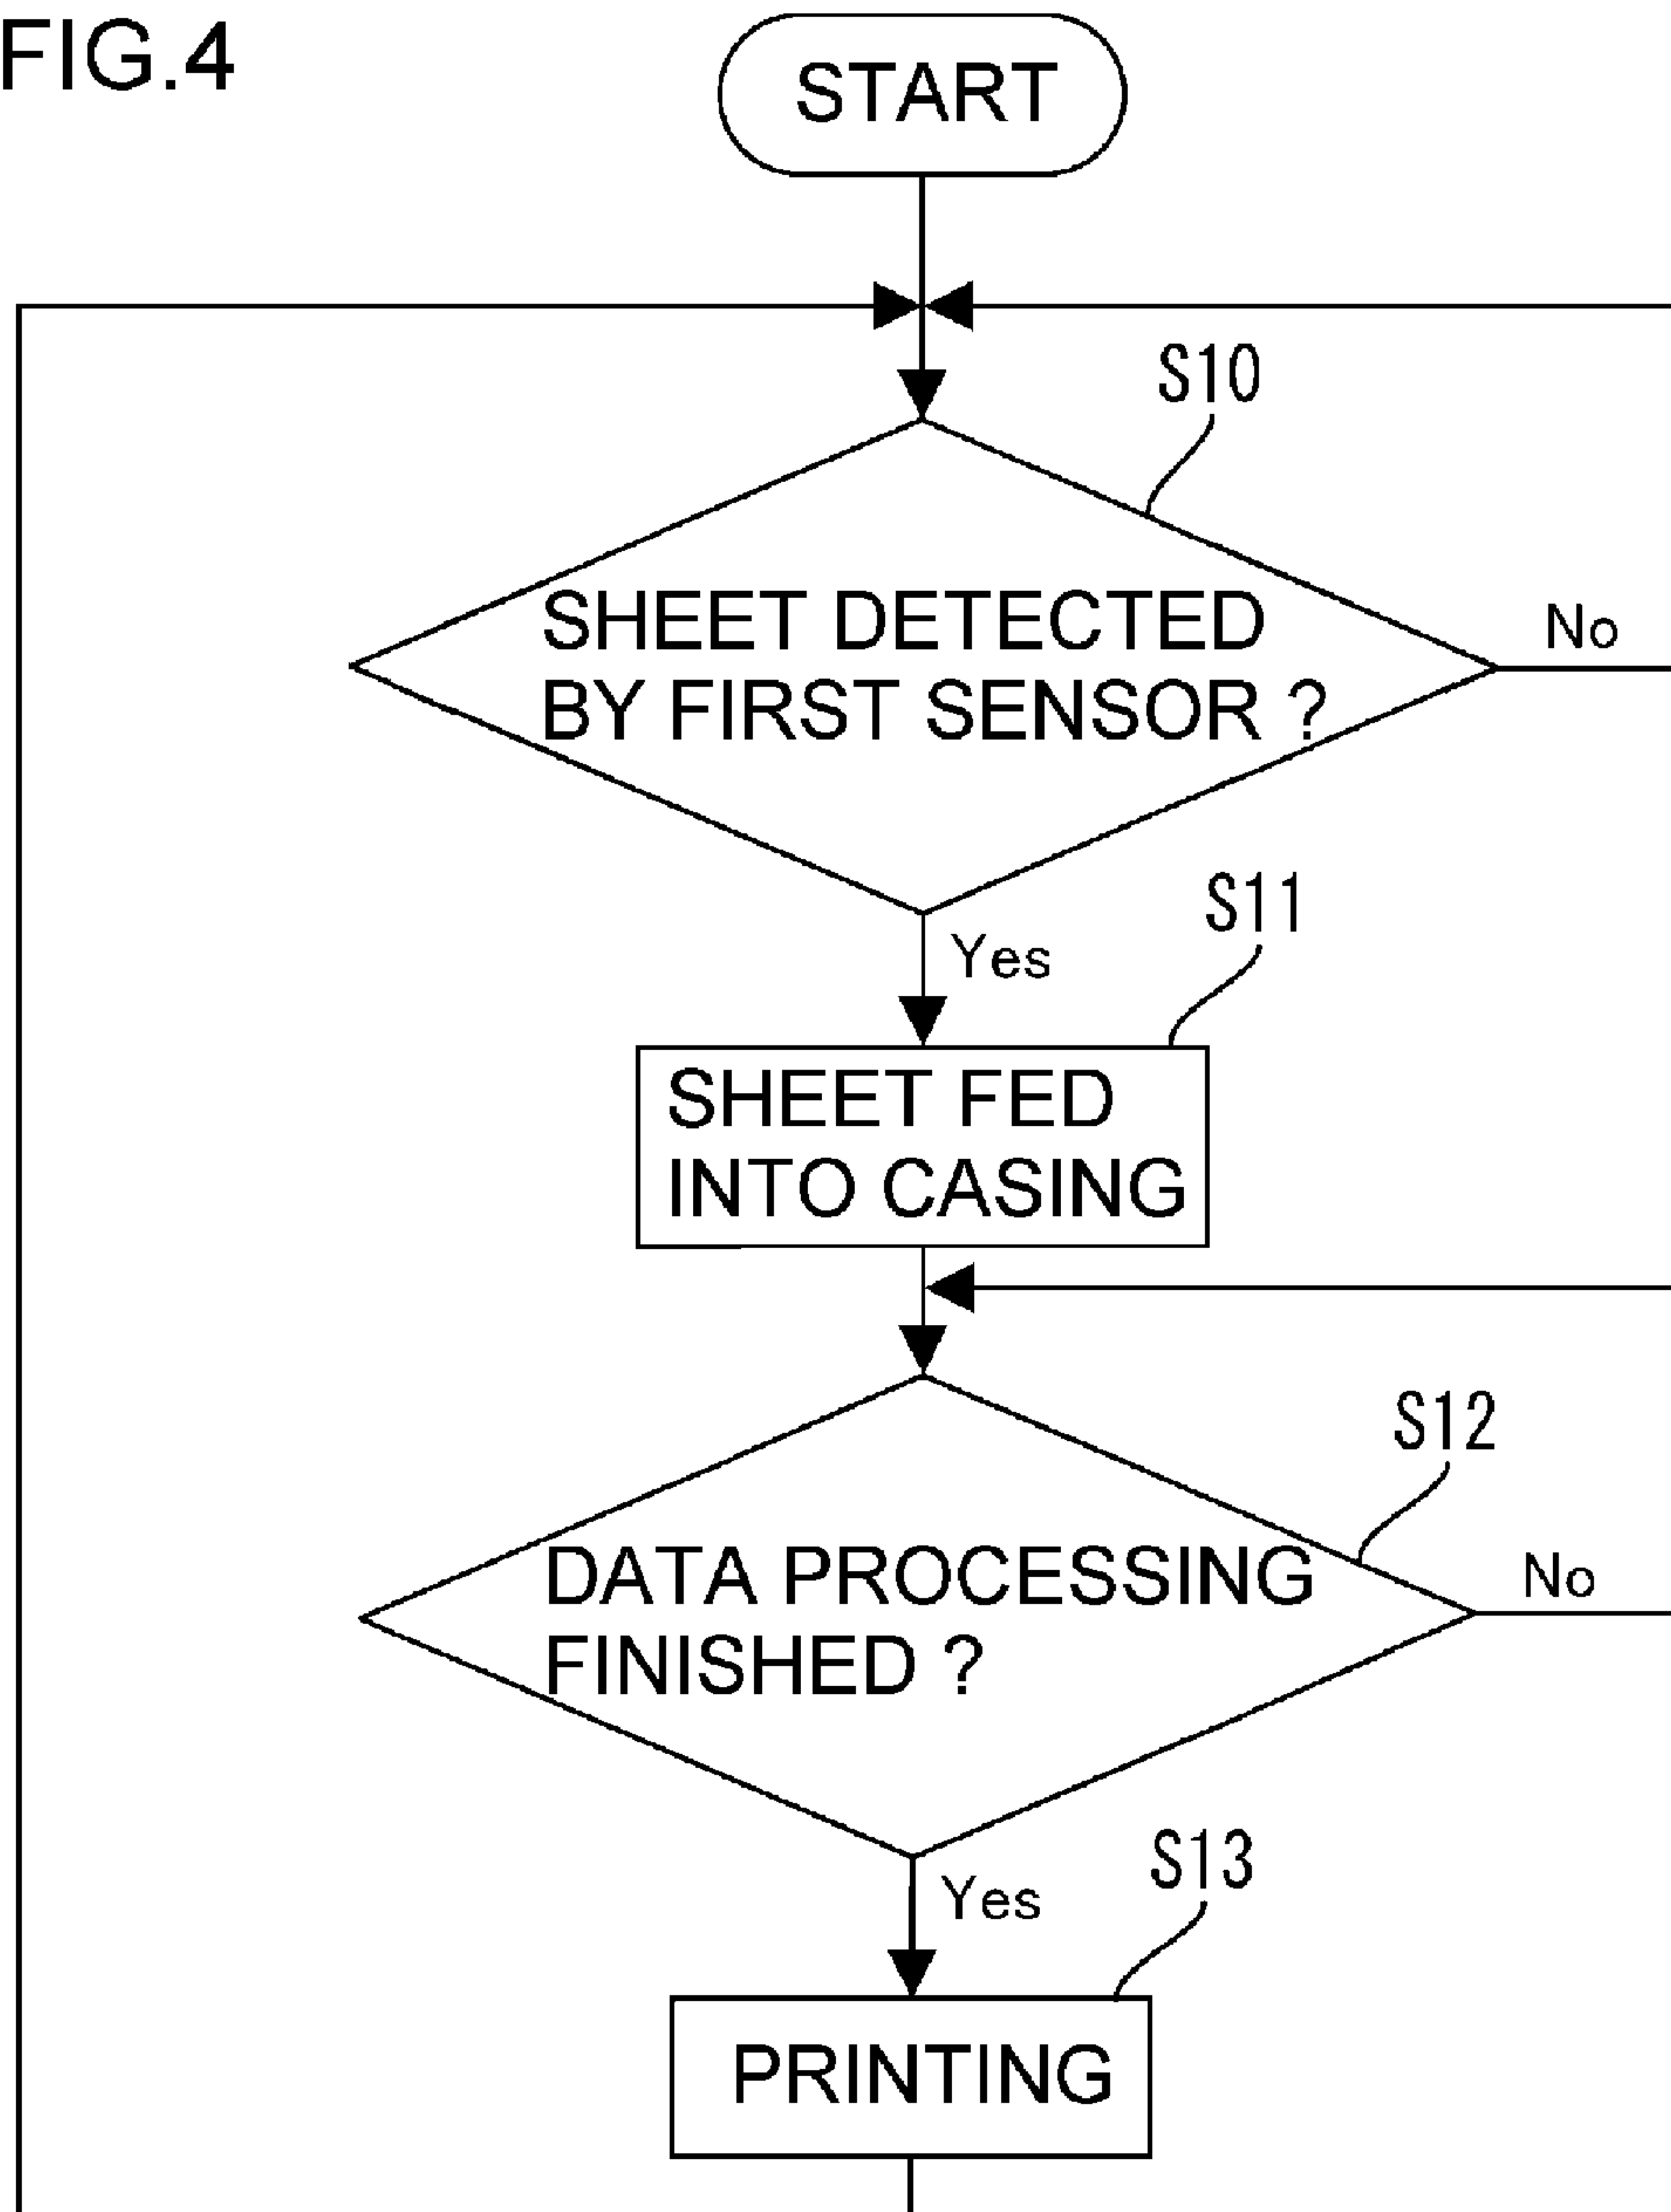 FIG.4
START
S10
SHEET DETECTED
BY FIRST SENSOR ?
No
Yes
S11
SHEET FED
INTO CASING
S12
DATA PROCESSING
FINISHED ?
No
Yes
S13
PRINTING